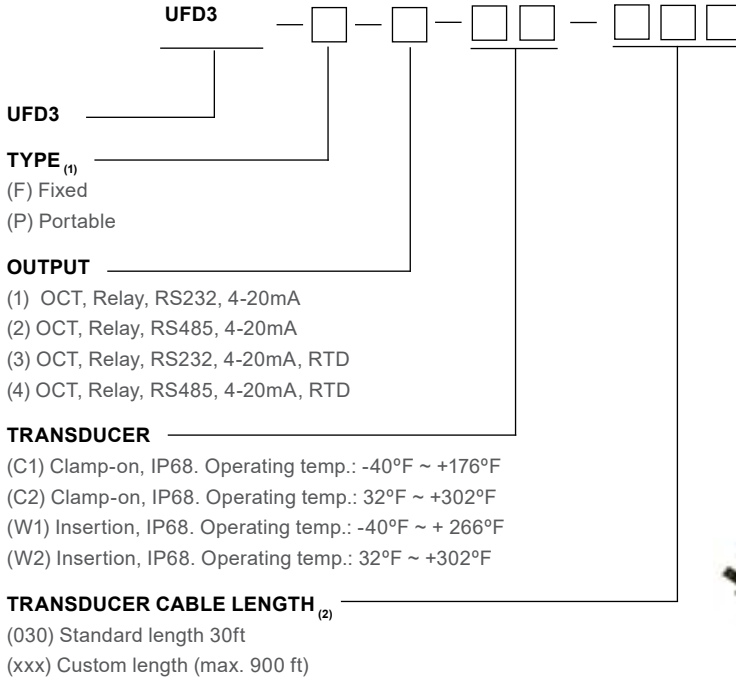 UFD3
UFD3
TYPE (1)
(F) Fixed
(P) Portable
OUTPUT
(1) OCT, Relay, RS232, 4-20mA
(2) OCT, Relay, RS485, 4-20mA
(3) OCT, Relay, RS232, 4-20mA, RTD
(4) OCT, Relay, RS485, 4-20mA, RTD
TRANSDUCER
(C1) Clamp-on, IP68. Operating temp.: -40ºF ~ +176ºF
(C2) Clamp-on, IP68. Operating temp.: 32ºF ~ +302ºF
(W1) Insertion, IP68. Operating temp.: -40ºF ~ + 266ºF
(W2) Insertion, IP68. Operating temp.: 32ºF ~ +302ºF
TRANSDUCER CABLE LENGTH (2)
(030) Standard length 30ft
(xxx) Custom length (max. 900 ft)